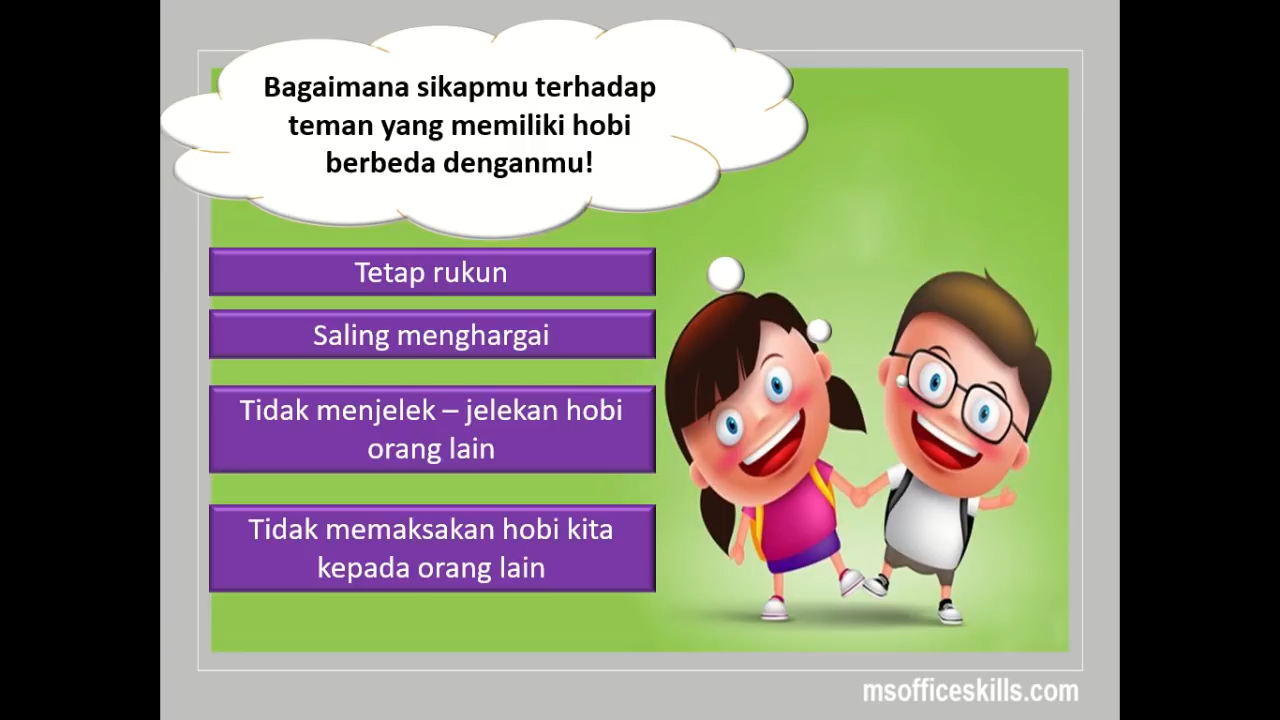 Bagaimana sikapmu terhadap
teman yang memiliki hobi
berbeda denganmu!
Tetap rukun
Saling menghargai
Tidak menjelek – jelekan hobi
orang lain
Tidak memaksakan hobi kita
kepada orang lain
msofficeskills.com